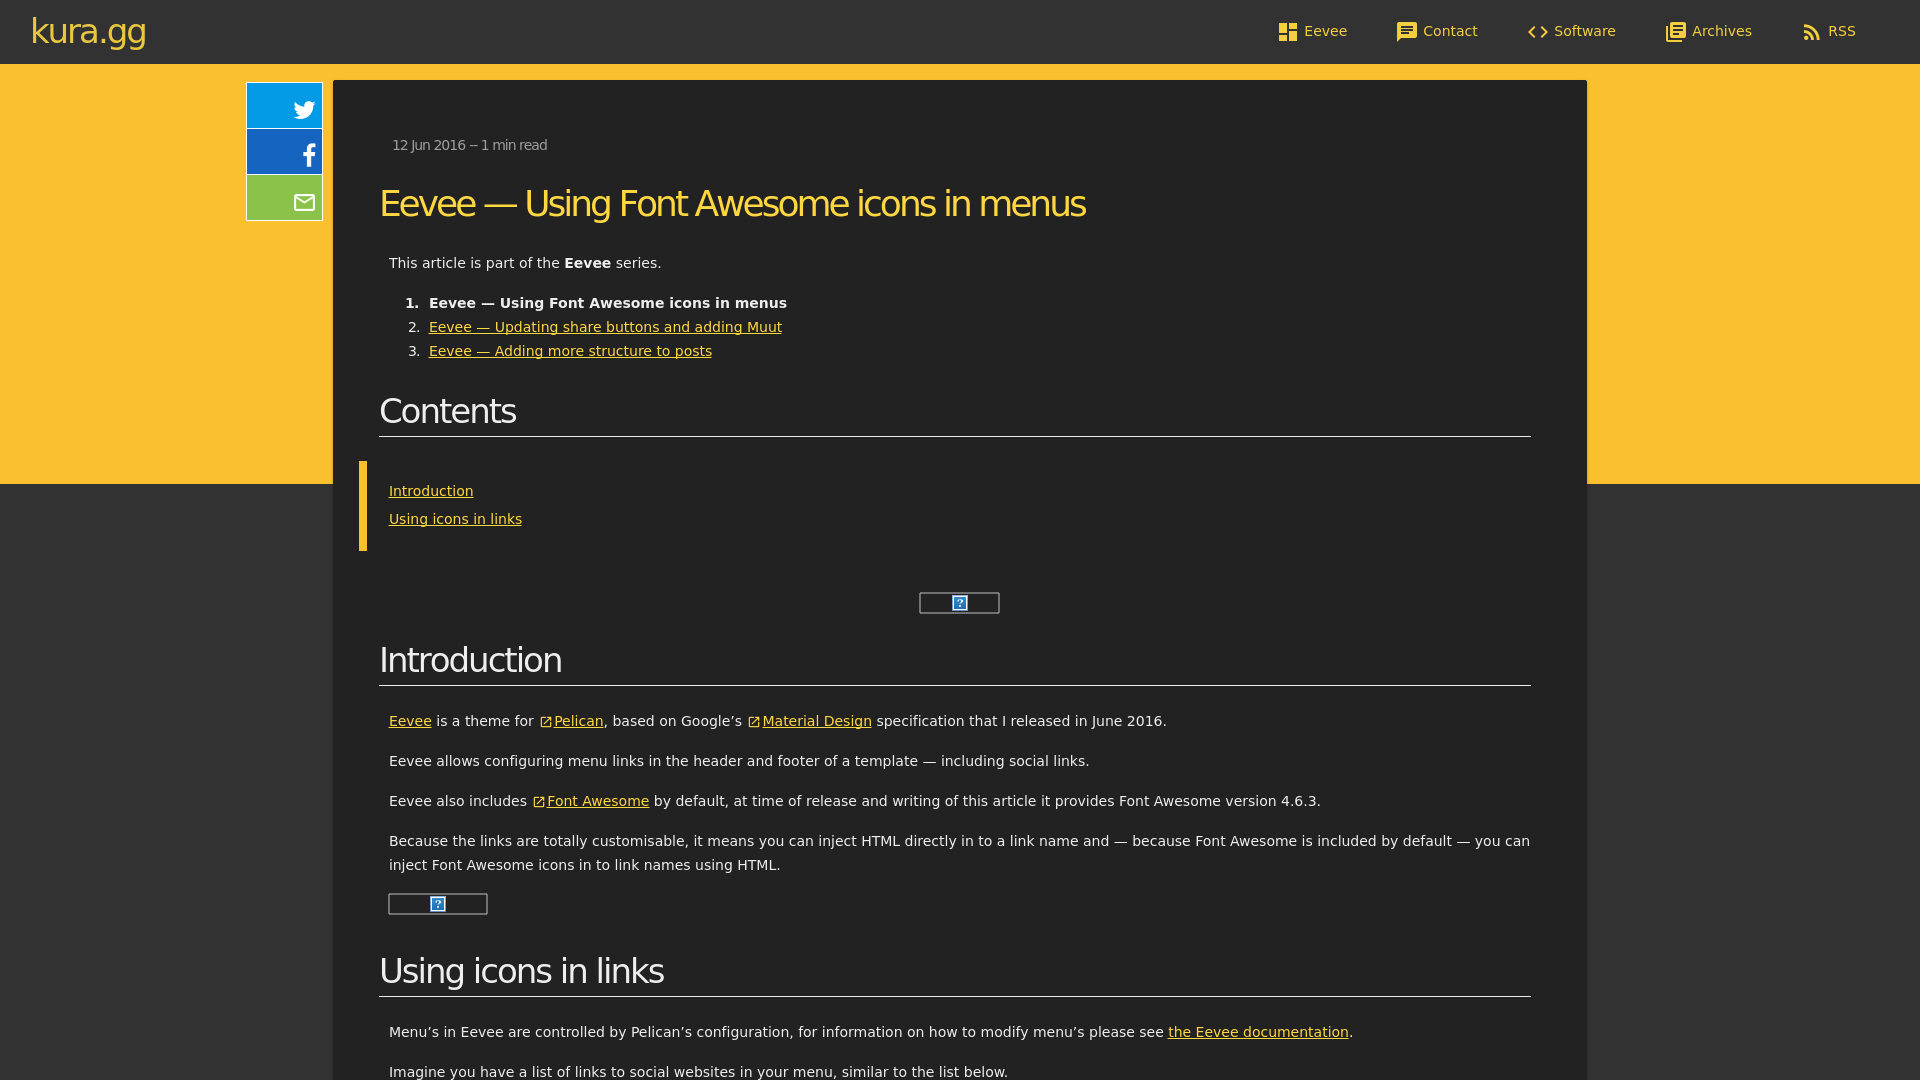 kura.gg
Eevee
Contact
Software
Archives
RSS
12 Jun 2016 — 1 min read
Eevee — Using Font Awesome icons in menus
This article is part of the Eevee series.
1. Eevee — Using Font Awesome icons in menus
2. Eevee — Updating share buttons and adding Muut
3. Eevee — Adding more structure to posts
Contents
Introduction
Using icons in links
Introduction
Eevee is a theme for Pelican, based on Google’s Material Design specification that I released in June 2016.
Eevee allows configuring menu links in the header and footer of a template — including social links.
Eevee also includes Font Awesome by default, at time of release and writing of this article it provides Font Awesome version 4.6.3.
Because the links are totally customisable, it means you can inject HTML directly in to a link name and — because Font Awesome is included by default — you can
inject Font Awesome icons in to link names using HTML.
Using icons in links
Menu’s in Eevee are controlled by Pelican’s configuration, for information on how to modify menu’s please see the Eevee documentation.
Imagine you have a list of links to social websites in your menu, similar to the list below.